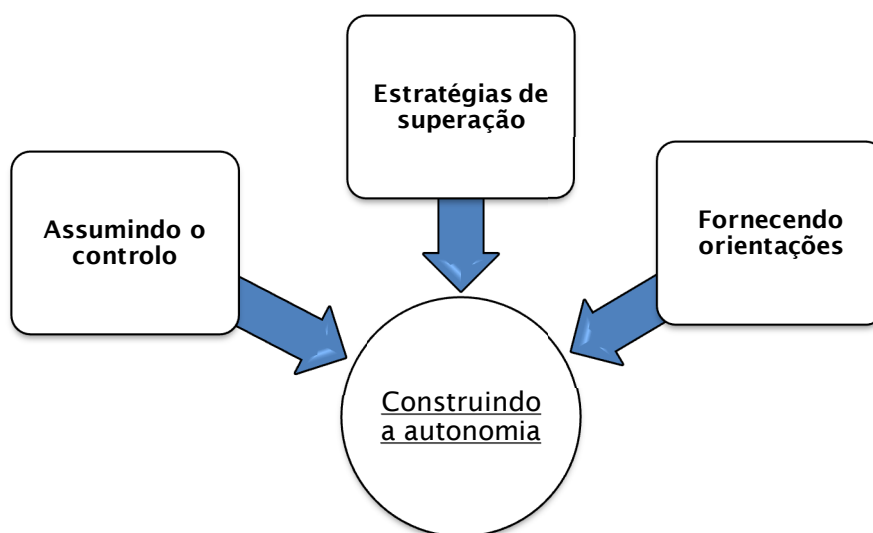 Estratégias de
superação
Assumindo o
controlo
Fornecendo
orientações
Construindo
a autonomia